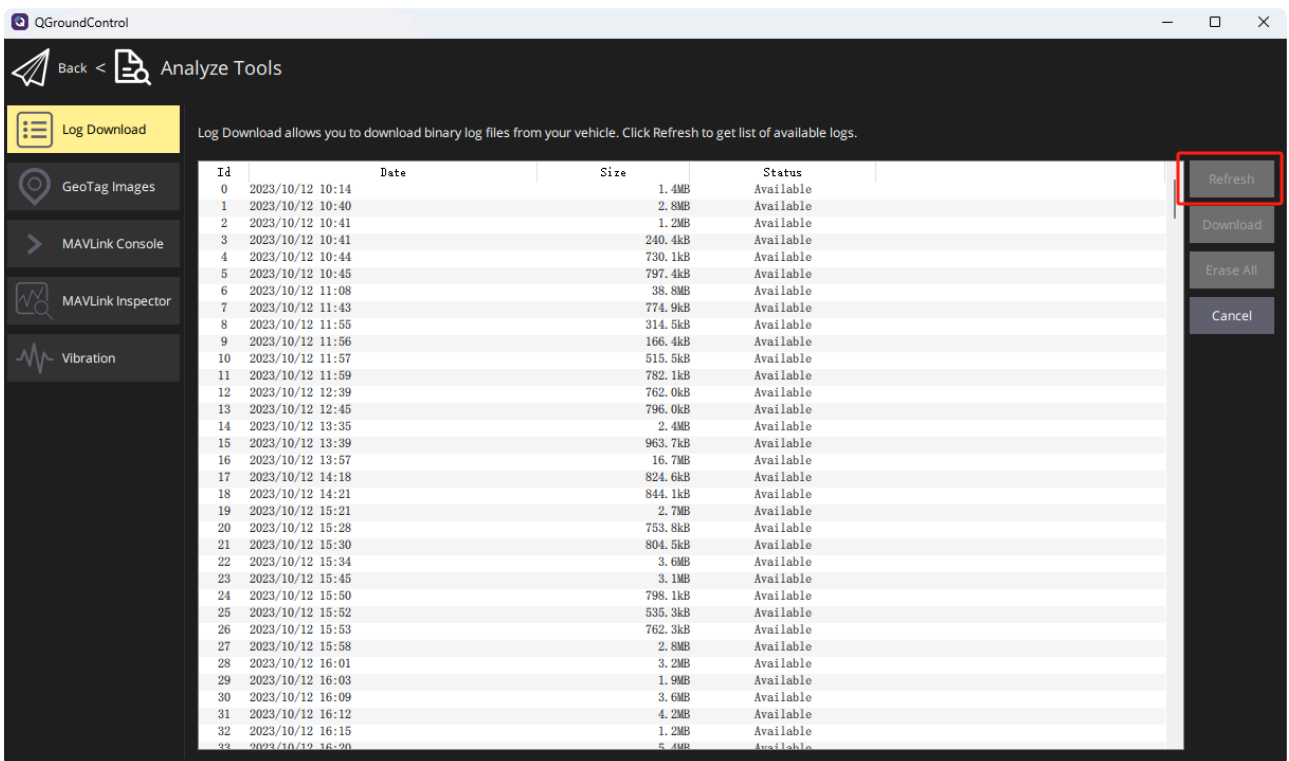 QGroundControl
Back < Analyze Tools
Log Download
GeoTag Images
MAVLink Console
MAVLink Inspector
Vibration
Log Download allows you to download binary log files from your vehicle. Click Refresh to get list of available logs.
Id Date Size Status
0 2023/10/12 10:14 1.4MB Available
1 2023/10/12 10:40 2.8MB Available
2 2023/10/12 10:41 1.2MB Available
3 2023/10/12 10:41 240.4kB Available
4 2023/10/12 10:44 730.1kB Available
5 2023/10/12 10:45 797.4kB Available
6 2023/10/12 11:08 38.8MB Available
7 2023/10/12 11:43 774.9kB Available
8 2023/10/12 11:55 314.5kB Available
9 2023/10/12 11:56 166.4kB Available
10 2023/10/12 11:57 515.5kB Available
11 2023/10/12 11:59 782.1kB Available
12 2023/10/12 12:39 762.0kB Available
13 2023/10/12 12:45 796.0kB Available
14 2023/10/12 13:35 2.4MB Available
15 2023/10/12 13:39 963.7kB Available
16 2023/10/12 13:57 16.7MB Available
17 2023/10/12 14:18 824.6kB Available
18 2023/10/12 14:21 844.1kB Available
19 2023/10/12 15:21 2.7MB Available
20 2023/10/12 15:28 753.8kB Available
21 2023/10/12 15:30 804.5kB Available
22 2023/10/12 15:34 3.6MB Available
23 2023/10/12 15:45 3.1MB Available
24 2023/10/12 15:50 798.1kB Available
25 2023/10/12 15:52 535.3kB Available
26 2023/10/12 15:53 762.3kB Available
27 2023/10/12 15:58 2.8MB Available
28 2023/10/12 16:01 3.2MB Available
29 2023/10/12 16:03 1.9MB Available
30 2023/10/12 16:09 3.6MB Available
31 2023/10/12 16:12 4.2MB Available
32 2023/10/12 16:15 1.2MB Available
33 2023/10/12 16:20 5.4MB Available
Refresh
Download
Erase All
Cancel